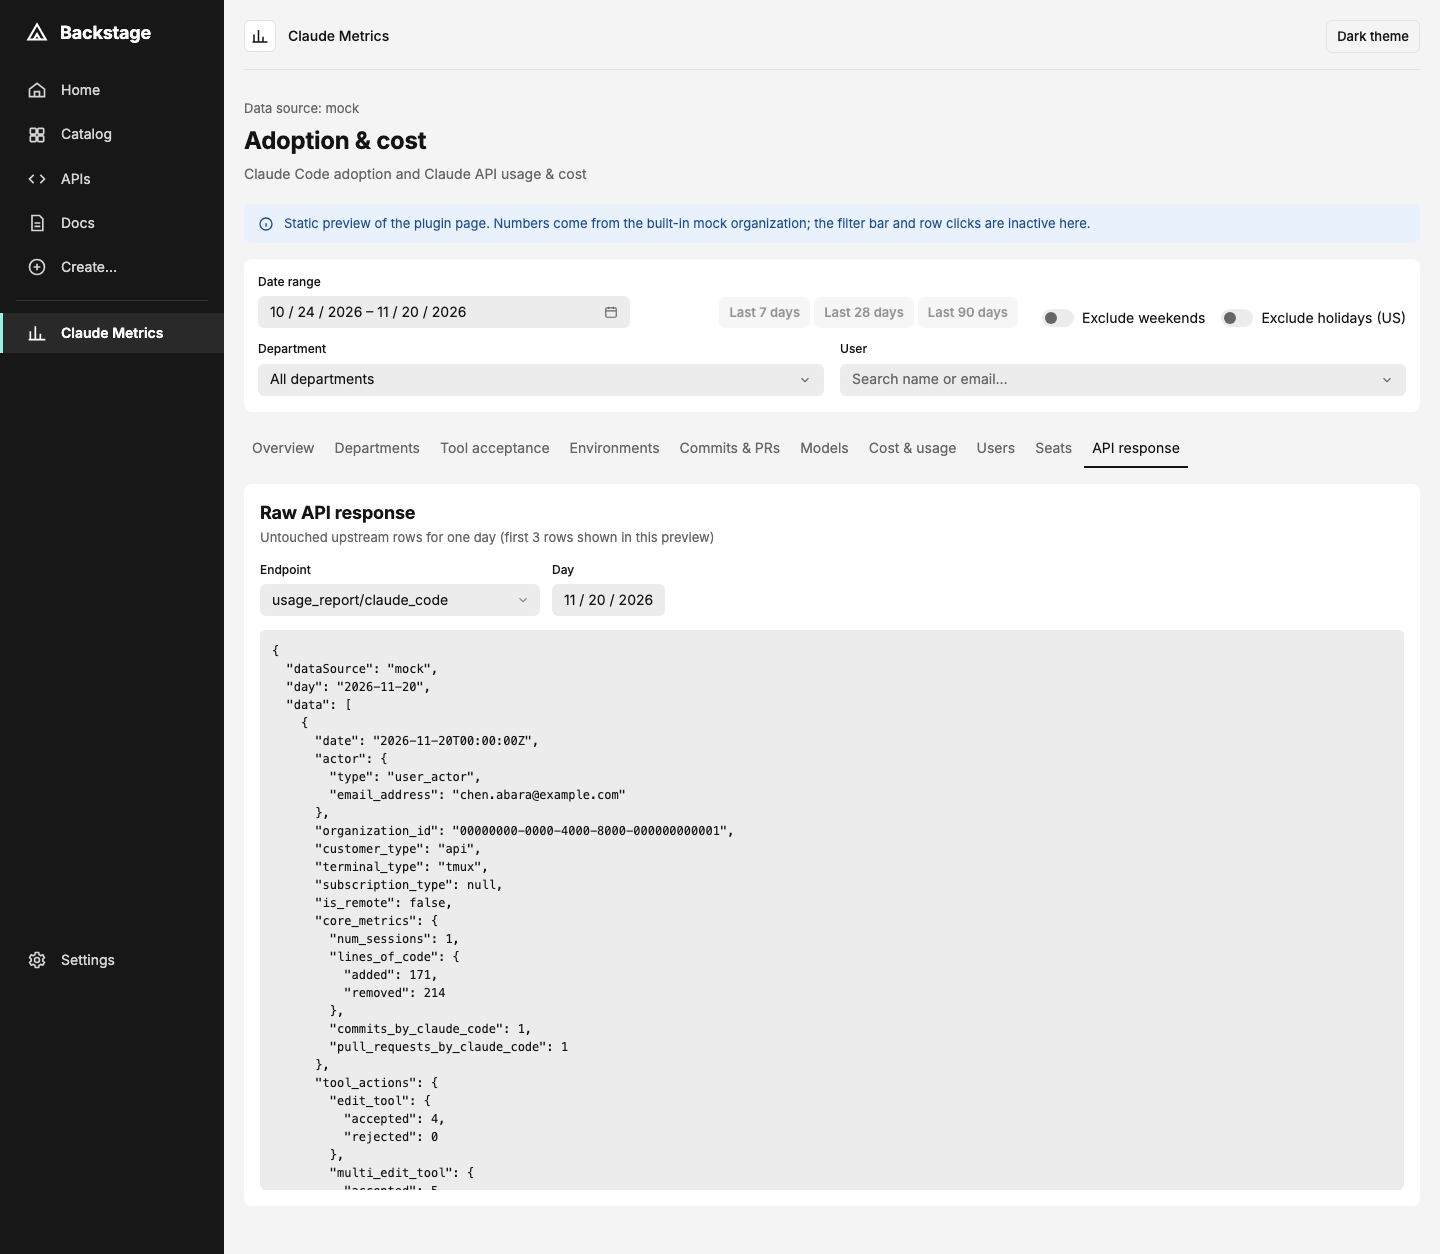 Backstage
Home
Catalog
APIs
Docs
Create...
Claude Metrics
Settings
Claude Metrics
Dark theme
Data source: mock
Adoption & cost
Claude Code adoption and Claude API usage & cost
Static preview of the plugin page. Numbers come from the built-in mock organization; the filter bar and row clicks are inactive here.
Date range
10 / 24 / 2026 – 11 / 20 / 2026
Last 7 days
Last 28 days
Last 90 days
Exclude weekends
Exclude holidays (US)
Department
User
All departments
Search name or email...
Overview
Departments
Tool acceptance
Environments
Commits & PRs
Models
Cost & usage
Users
Seats
API response
Raw API response
Untouched upstream rows for one day (first 3 rows shown in this preview)
Endpoint
Day
usage_report/claude_code
11 / 20 / 2026
{
  "dataSource": "mock",
  "day": "2026-11-20",
  "data": [
    {
      "date": "2026-11-20T00:00:00Z",
      "actor": {
        "type": "user_actor",
        "email_address": "chen.abara@example.com"
      },
      "organization_id": "00000000-0000-4000-8000-000000000001",
      "customer_type": "api",
      "terminal_type": "tmux",
      "subscription_type": null,
      "is_remote": false,
      "core_metrics": {
        "num_sessions": 1,
        "lines_of_code": {
          "added": 171,
          "removed": 214
        },
        "commits_by_claude_code": 1,
        "pull_requests_by_claude_code": 1
      },
      "tool_actions": {
        "edit_tool": {
          "accepted": 4,
          "rejected": 0
        },
        "multi_edit_tool": {